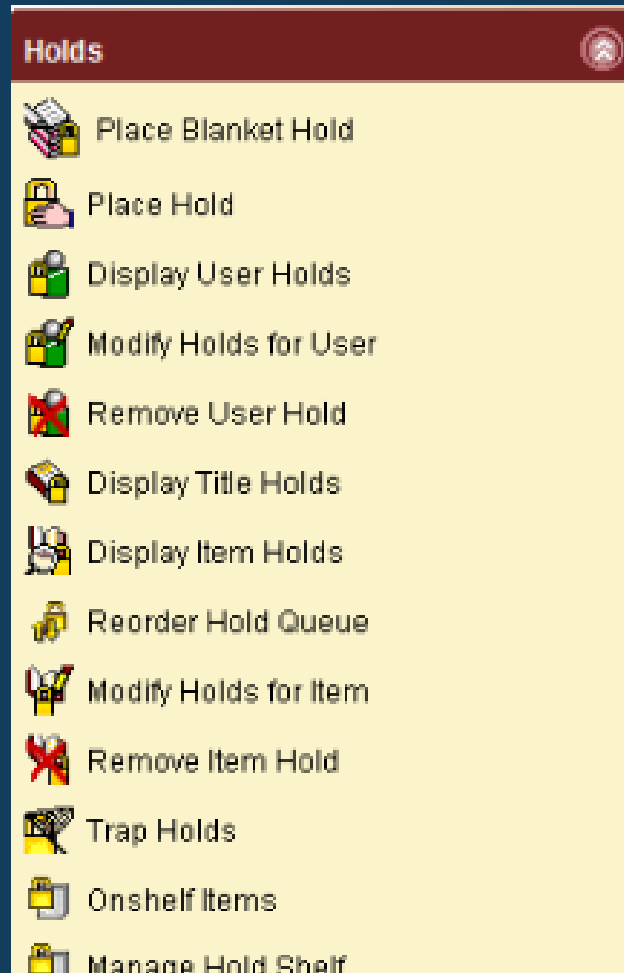 Holds
Place Blanket Hold
Place Hold
Display User Holds
Modify Holds for User
Remove User Hold
Display Title Holds
Display Item Holds
Reorder Hold Queue
Modify Holds for Item
Remove Item Hold
Trap Holds
Onshelf Items
Manage Hold Shelf